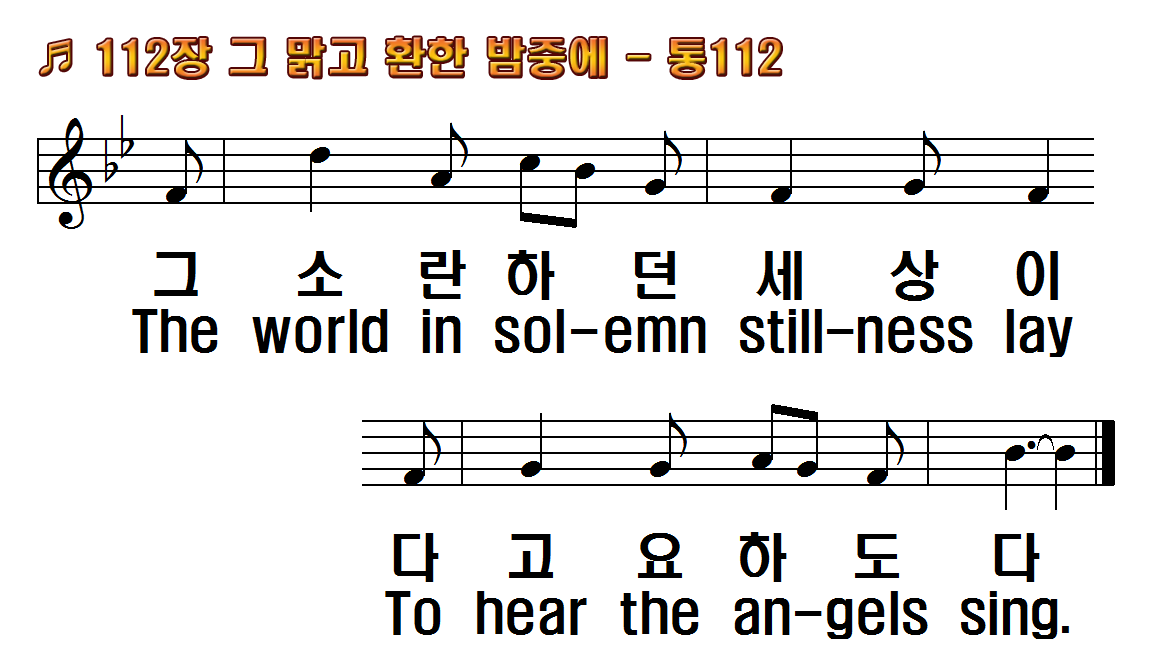 ♬ 112장 그 맑고 환한 밤중에 - 통112
그 소 란 하 던 세 상 이
The world in sol-emn still-ness lay
다 고 요 하 도 다
To hear the an-gels sing.